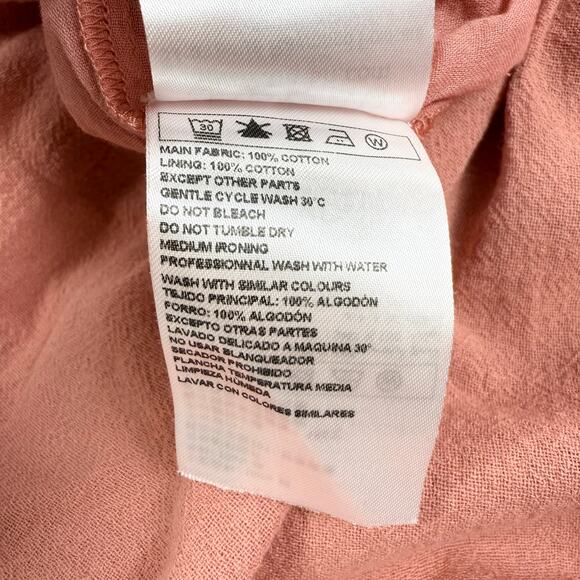 30 W
MAIN FABRIC: 100% COTTON
LINING: 100% COTTON
EXCEPT OTHER PARTS
GENTLE CYCLE WASH 30°C
DO NOT BLEACH
DO NOT TUMBLE DRY
MEDIUM IRONING
PROFESSIONNAL WASH WITH WATER
WASH WITH SIMILAR COLOURS
TEJIDO PRINCIPAL: 100% ALGODÓN
FORRO: 100% ALGODÓN
EXCEPTO OTRAS PARTES
LAVADO DELICADO A MAQUINA 30°
NO USAR BLANQUEADOR
SECADOR PROHIBIDO
PLANCHA TEMPERATURA MEDIA
LIMPIEZA HÚMEDA
LAVAR CON COLORES SIMILARES